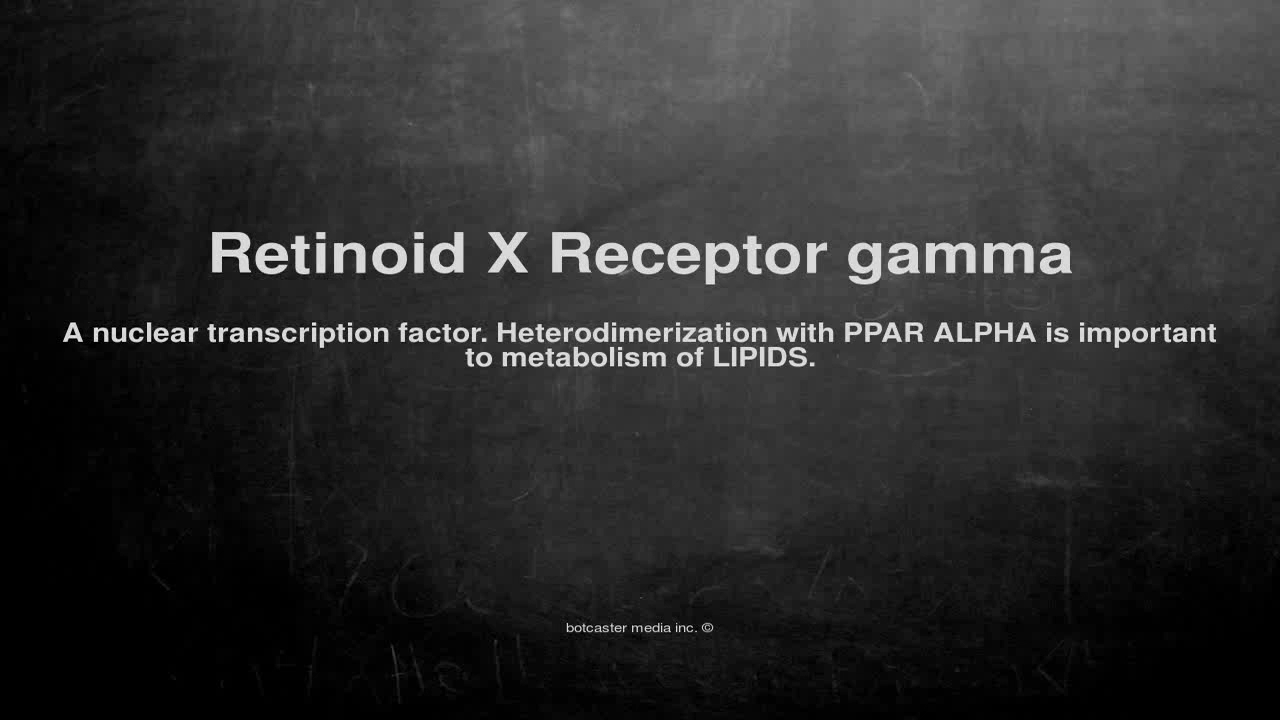 Retinoid X Receptor gamma
A nuclear transcription factor. Heterodimerization with PPAR ALPHA is important
to metabolism of LIPIDS.
botcaster media inc. ©